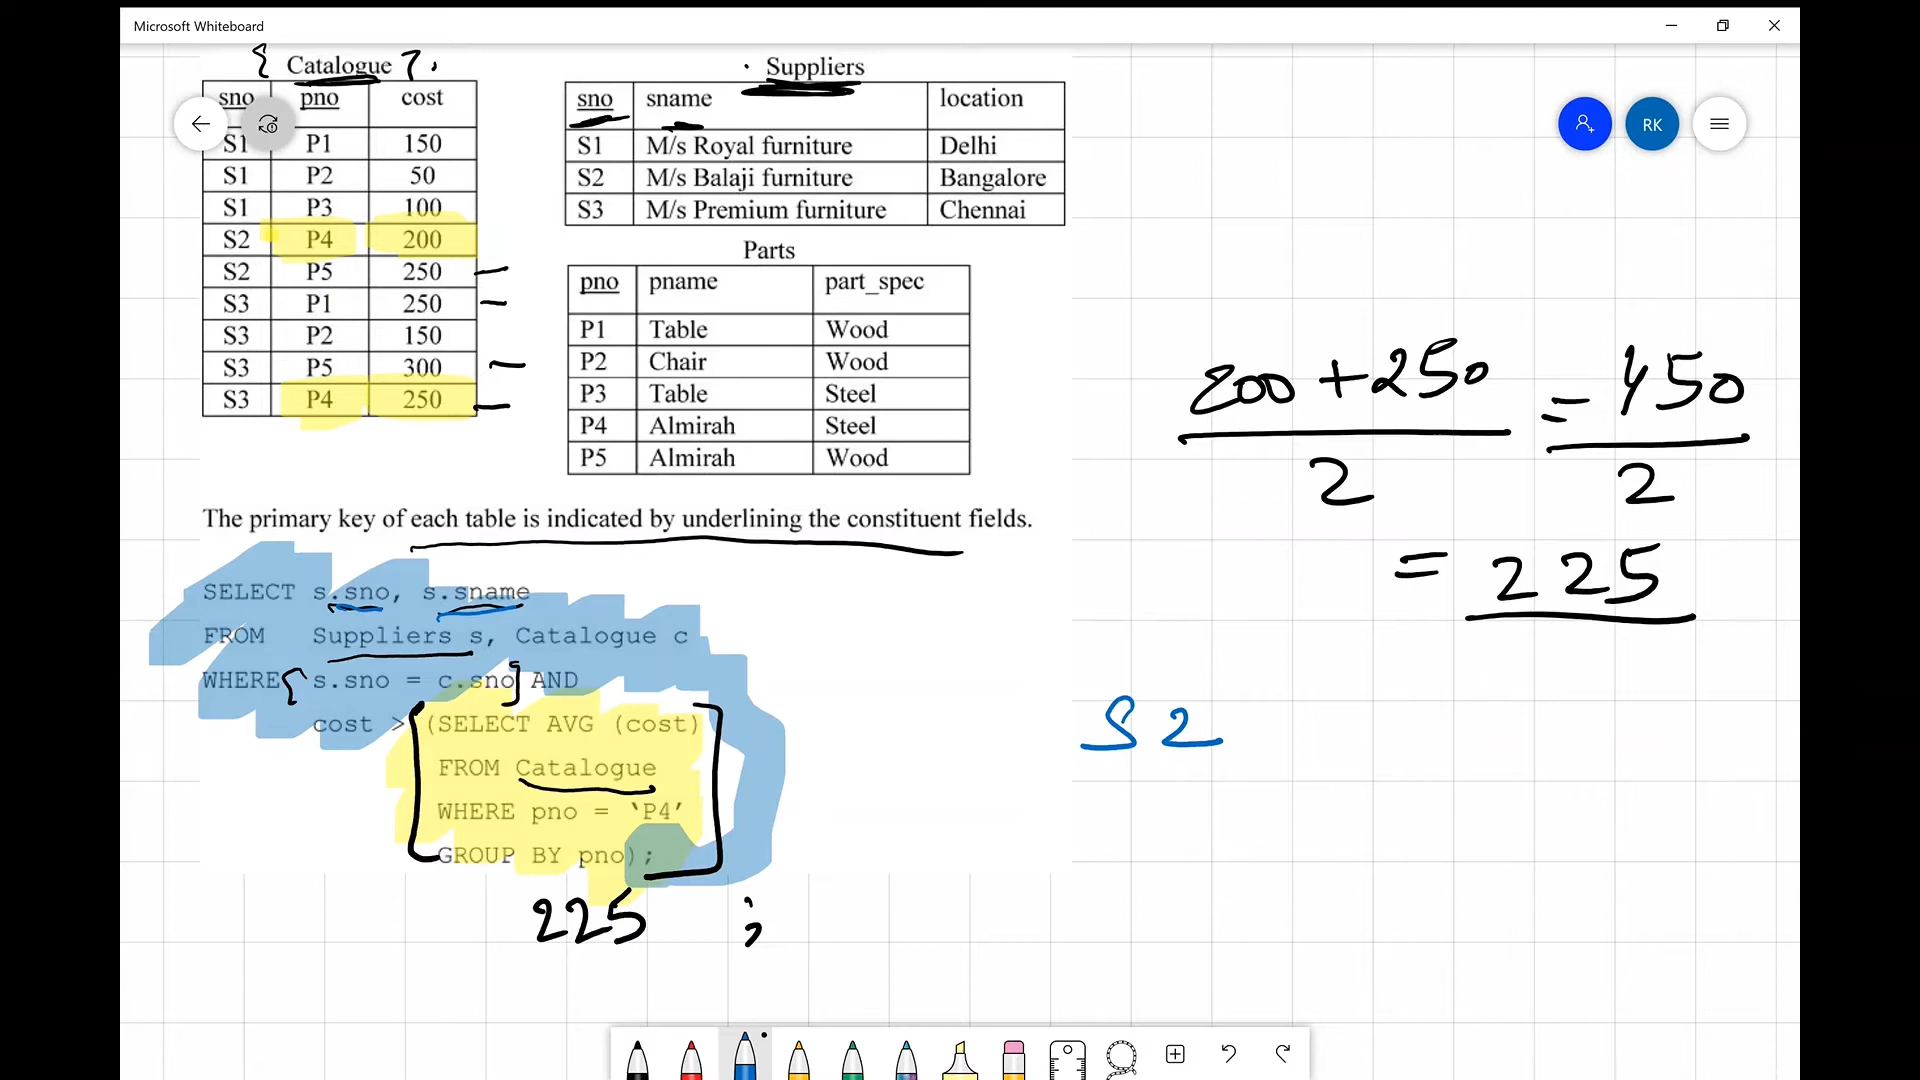 Microsoft Whiteboard
Catalogue
sno pno cost
S1 P1 150
S1 P2 50
S1 P3 100
S2 P4 200
S2 P5 250
S3 P1 250
S3 P2 150
S3 P5 300
S3 P4 250
Suppliers
sno sname location
S1 M/s Royal furniture Delhi
S2 M/s Balaji furniture Bangalore
S3 M/s Premium furniture Chennai
Parts
pno pname part_spec
P1 Table Wood
P2 Chair Wood
P3 Table Steel
P4 Almirah Steel
P5 Almirah Wood
RK
200 + 250 = 450
2 2
= 225
The primary key of each table is indicated by underlining the constituent fields.
SELECT s.sno, s.sname
FROM Suppliers s, Catalogue c
WHERE s.sno = c.sno AND
cost > (SELECT AVG (cost)
FROM Catalogue
WHERE pno = ‘P4’
GROUP BY pno);
225 ;
S2